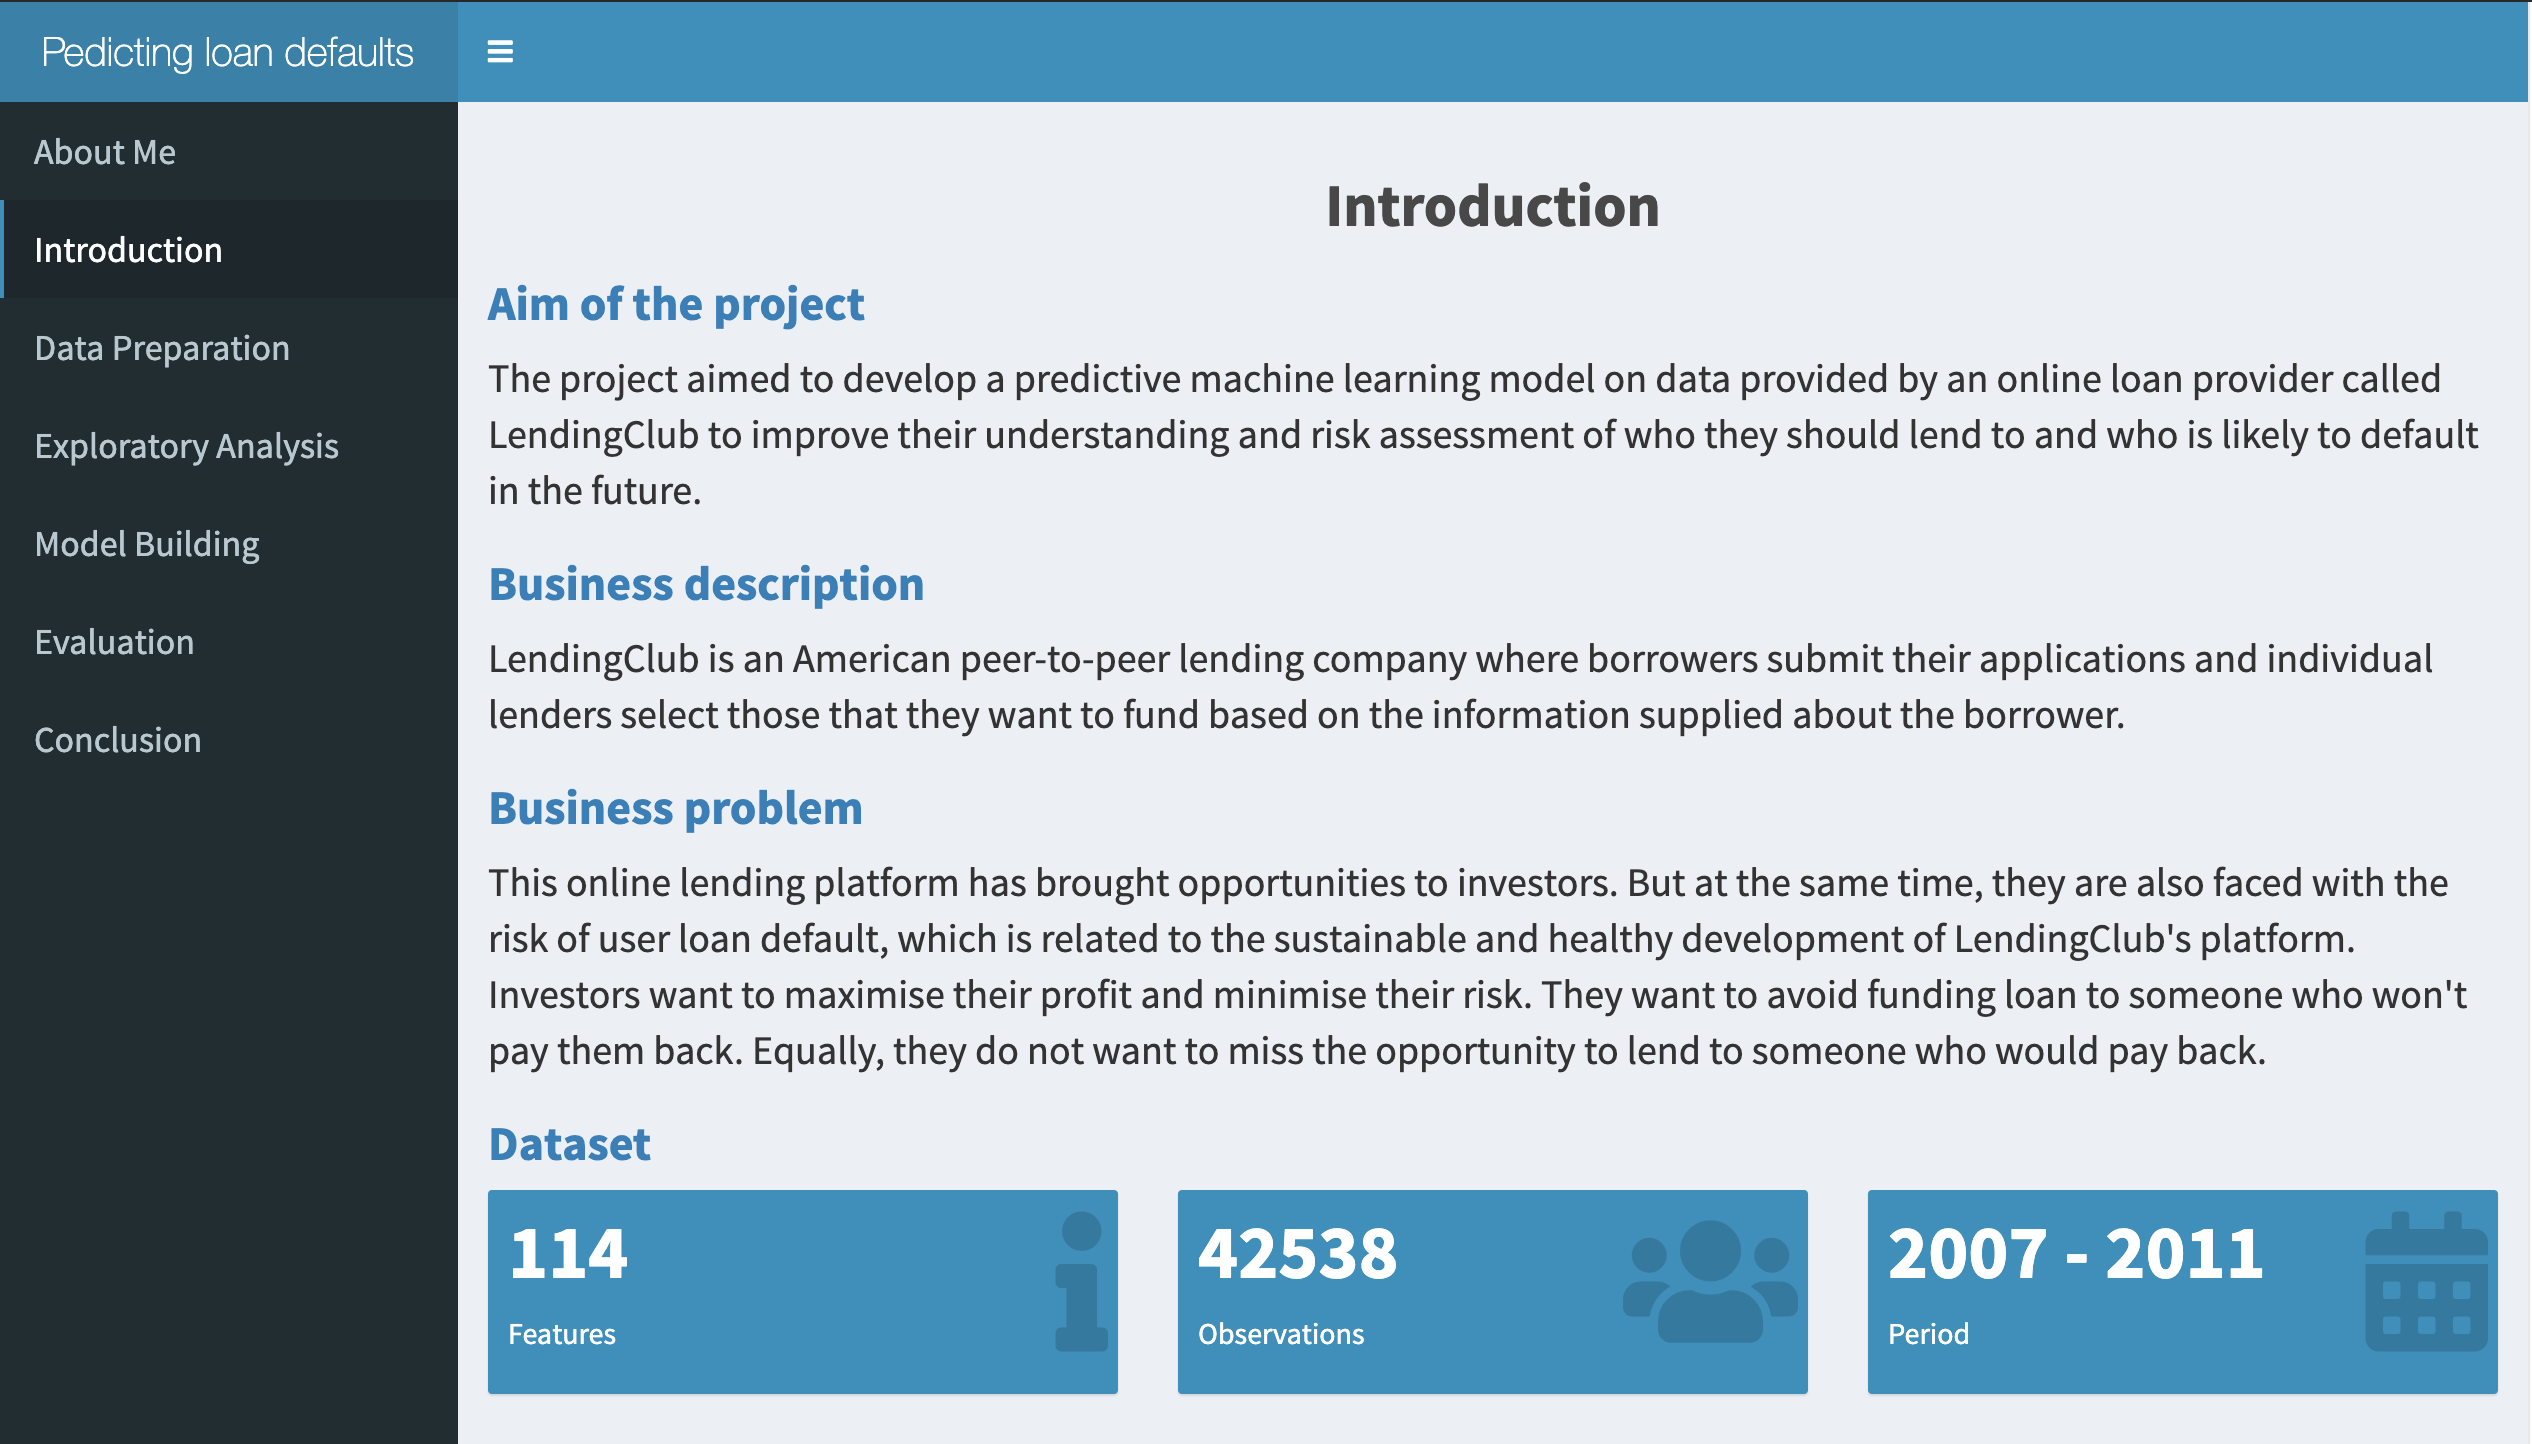 Pedicting loan defaults
About Me
Introduction
Data Preparation
Exploratory Analysis
Model Building
Evaluation
Conclusion
Introduction
Aim of the project
The project aimed to develop a predictive machine learning model on data provided by an online loan provider called
LendingClub to improve their understanding and risk assessment of who they should lend to and who is likely to default
in the future.
Business description
LendingClub is an American peer-to-peer lending company where borrowers submit their applications and individual
lenders select those that they want to fund based on the information supplied about the borrower.
Business problem
This online lending platform has brought opportunities to investors. But at the same time, they are also faced with the
risk of user loan default, which is related to the sustainable and healthy development of LendingClub's platform.
Investors want to maximise their profit and minimise their risk. They want to avoid funding loan to someone who won't
pay them back. Equally, they do not want to miss the opportunity to lend to someone who would pay back.
Dataset
114
Features
42538
Observations
2007 - 2011
Period